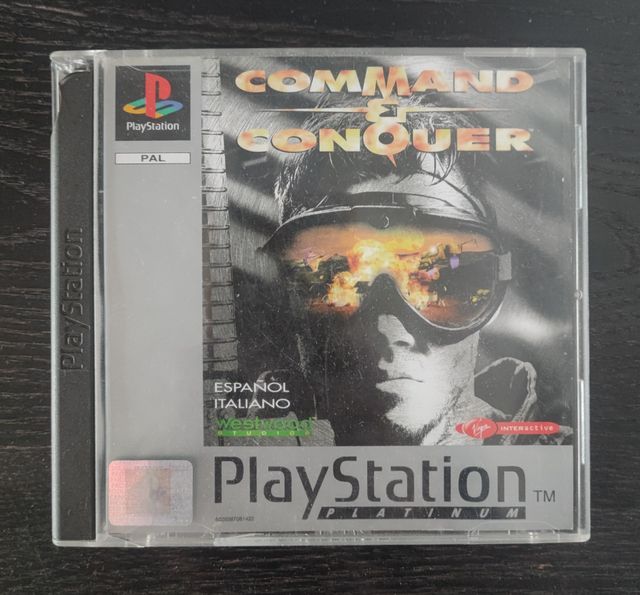 PlayStation
PAL
COMMAND
&
CONQUER
PlayStation
ESPAÑOL
ITALIANO
Westwood
STUDIOS
Virgin INTERACTIVE
PlayStation TM
PLATINUM